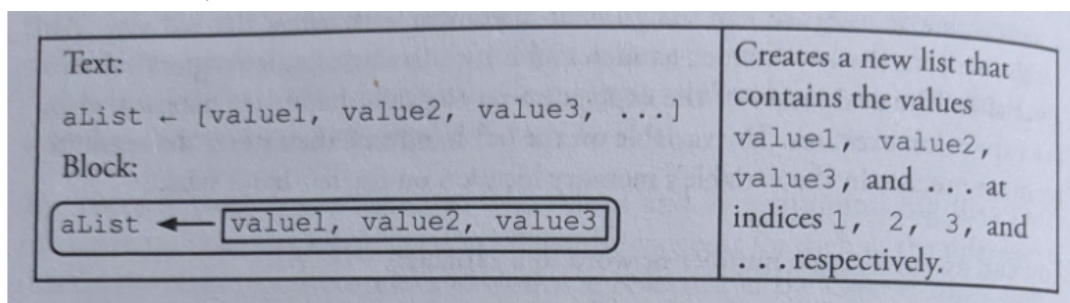 Text:
aList ← [value1, value2, value3, ...]
Block:
aList ← value1, value2, value3
Creates a new list that
contains the values
value1, value2,
value3, and ... at
indices 1, 2, 3, and
... respectively.